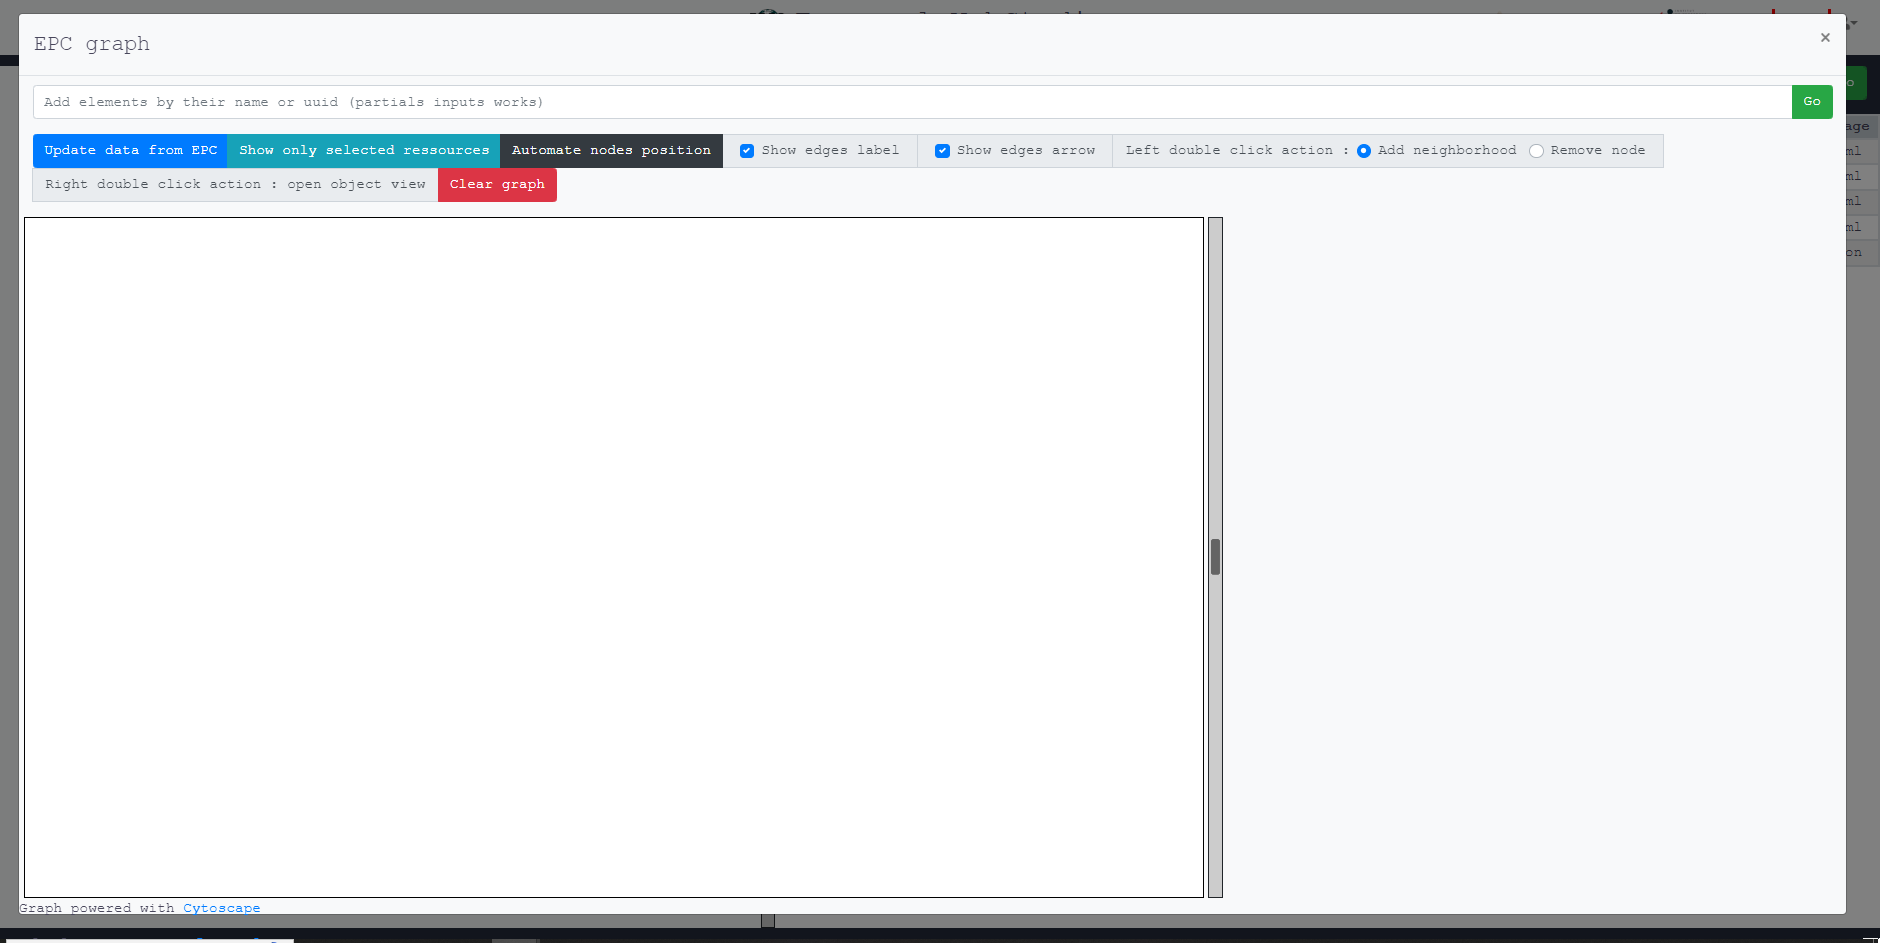 EPC graph
×
Add elements by their name or uuid (partials inputs works)
Go
Update data from EPC Show only selected ressources Automate nodes position Show edges label Show edges arrow Left double click action : Add neighborhood Remove node
Right double click action : open object view Clear graph
Graph powered with Cytoscape